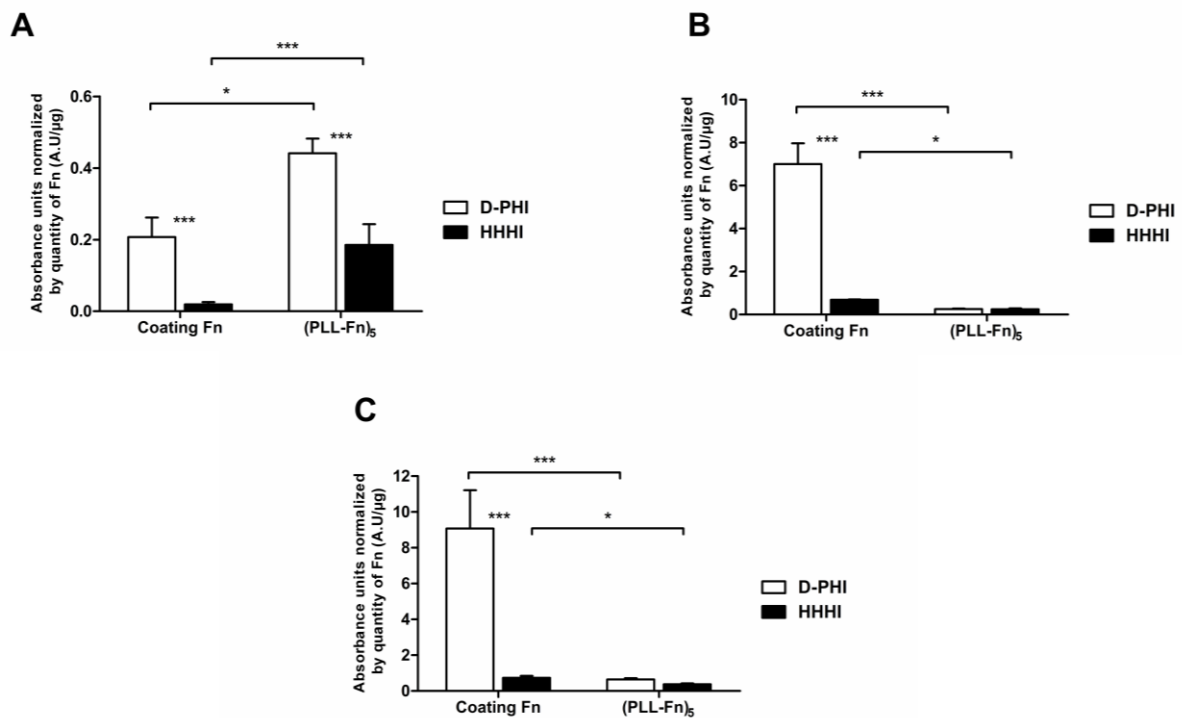 A
***
*
Absorbance units normalized
by quantity of Fn (A.U/µg)
0.6
0.4
0.2
0.0
***
***
Coating Fn
(PLL-Fn)₅
D-PHI
HHHI
B
***
*
Absorbance units normalized
by quantity of Fn (A.U/µg)
10
8
6
4
2
0
***
Coating Fn
(PLL-Fn)₅
D-PHI
HHHI
C
***
*
Absorbance units normalized
by quantity of Fn (A.U/µg)
12
10
8
6
4
2
0
***
Coating Fn
(PLL-Fn)₅
D-PHI
HHHI